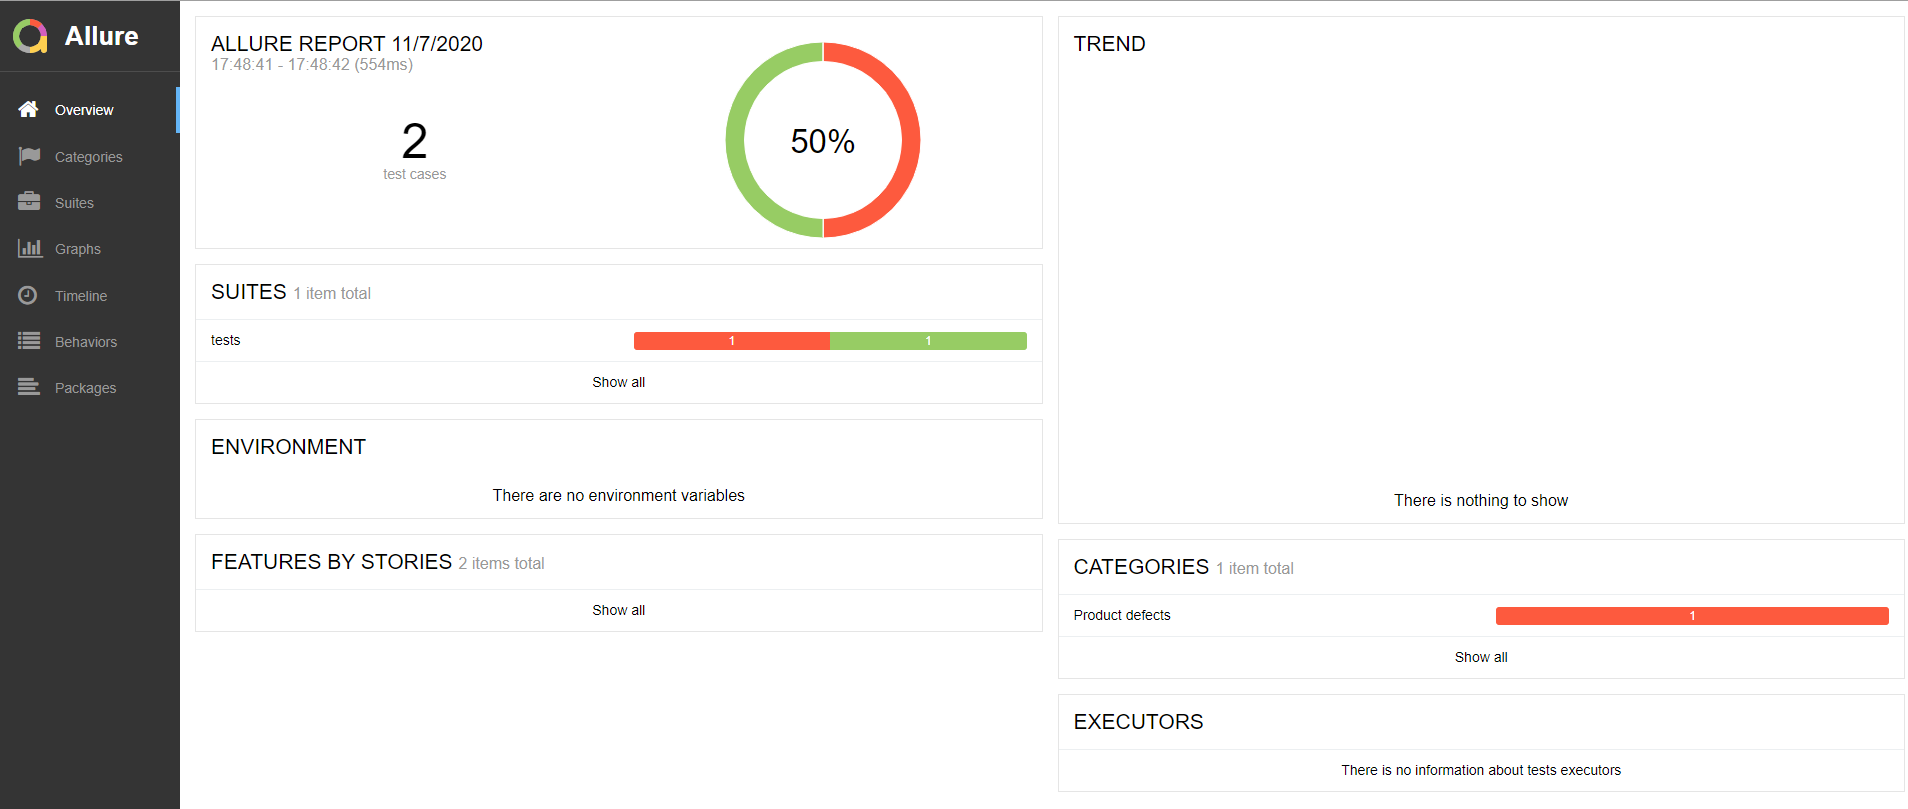 Allure
Overview
Categories
Suites
Graphs
Timeline
Behaviors
Packages
ALLURE REPORT 11/7/2020
17:48:41 - 17:48:42 (554ms)
2
test cases
50%
SUITES 1 item total
tests 1 1
Show all
ENVIRONMENT
There are no environment variables
FEATURES BY STORIES 2 items total
Show all
TREND
There is nothing to show
CATEGORIES 1 item total
Product defects 1
Show all
EXECUTORS
There is no information about tests executors